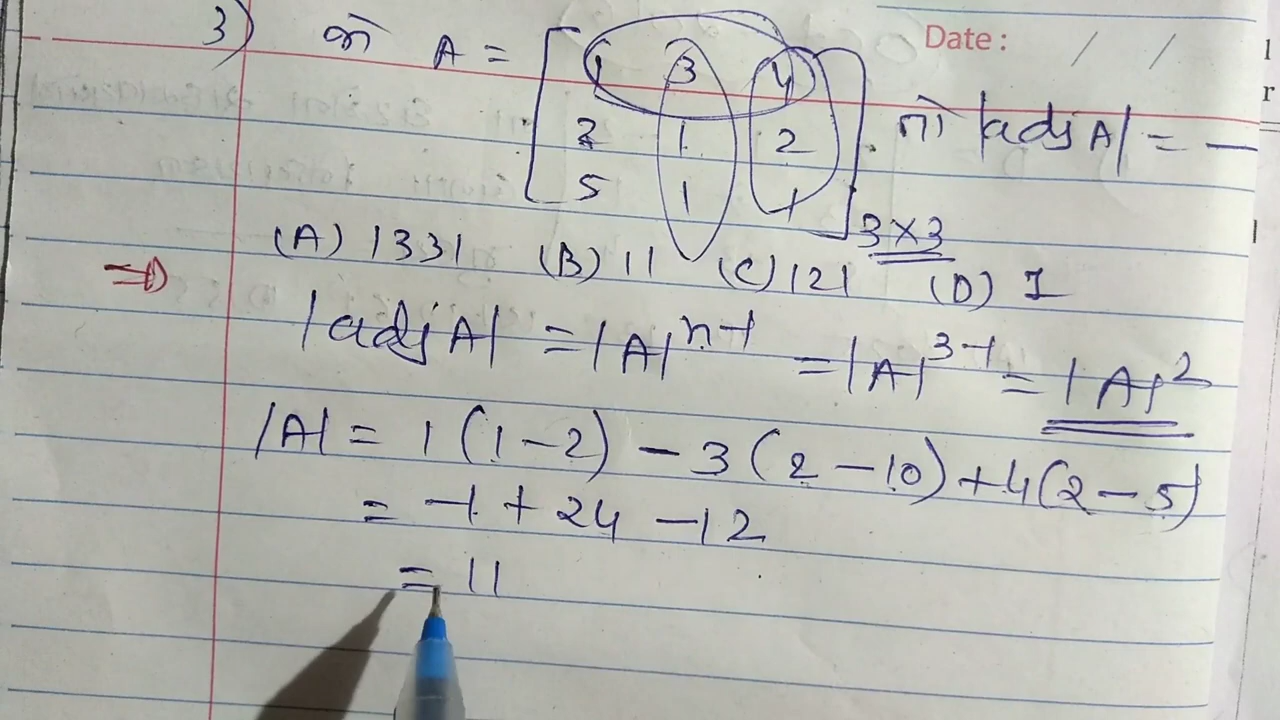 Date: / /
3) જો A = [ 1 3 4
2 1 2
5 1 1 ]3×3 . તો |adj A| = —
(A) 1331 (B) 11 (C) 121 (D) 1
⇒
|adj A| = |A|^n-1 = |A|^3-1 = |A|^2
|A| = 1(1-2) - 3(2-10) + 4(2-5)
= -1 + 24 - 12
= 11
l
r